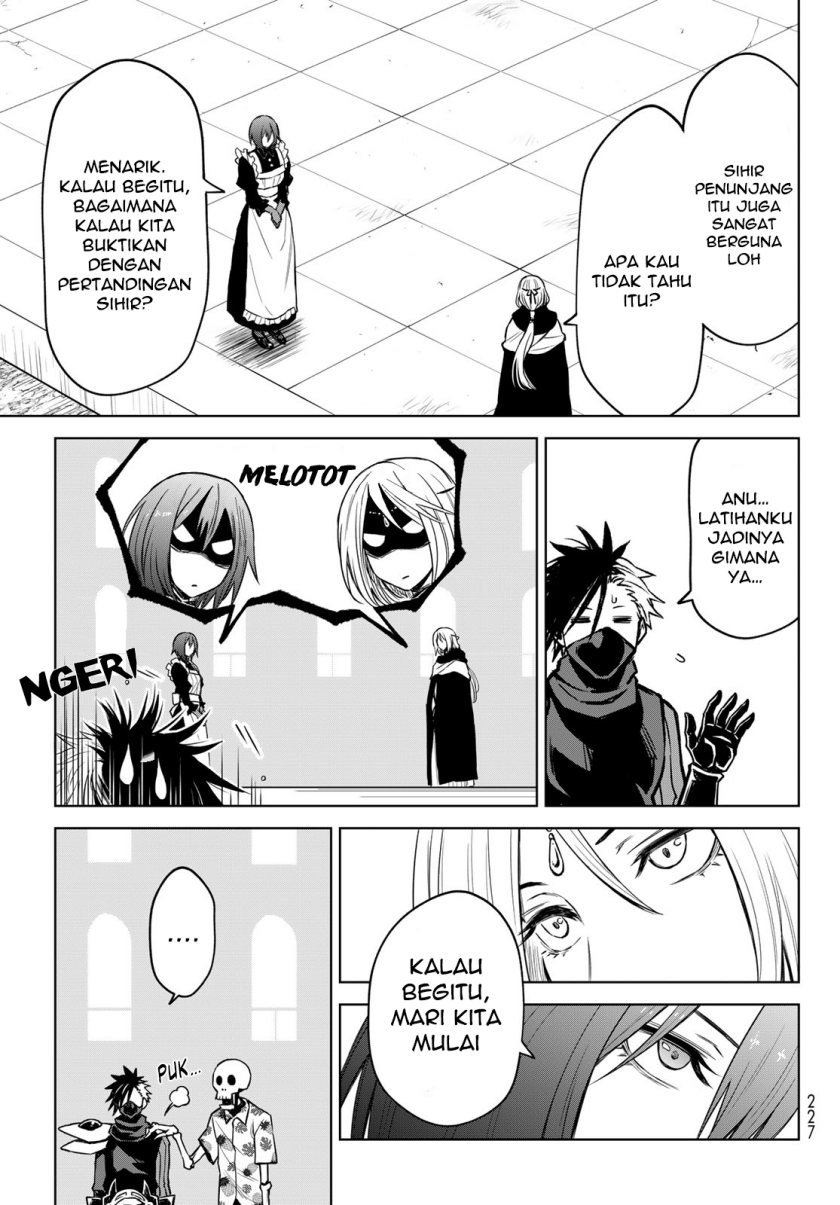 SIHIR
PENUNJANG
ITU JUGA
SANGAT
BERGUNA
LOH
APA KAU
TIDAK TAHU
ITU?
MENARIK.
KALAU BEGITU,
BAGAIMANA
KALAU KITA
BUKTIKAN
DENGAN
PERTANDINGAN
SIHIR?
ANU...
LATIHANKU
JADINYA
GIMANA
YA...
MELOTOT
NGERI
KALAU
BEGITU,
MARI KITA
MULAI
....
PUK...
227